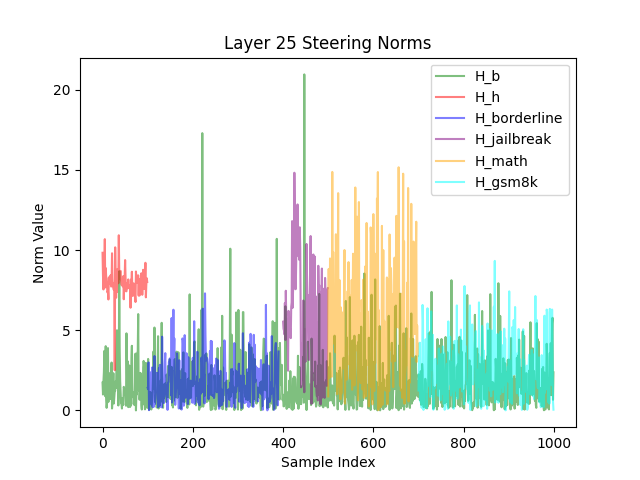 Layer 25 Steering Norms
H_b
H_h
H_borderline
H_jailbreak
H_math
H_gsm8k
Norm Value
20
15
10
5
0
0 200 400 600 800 1000
Sample Index